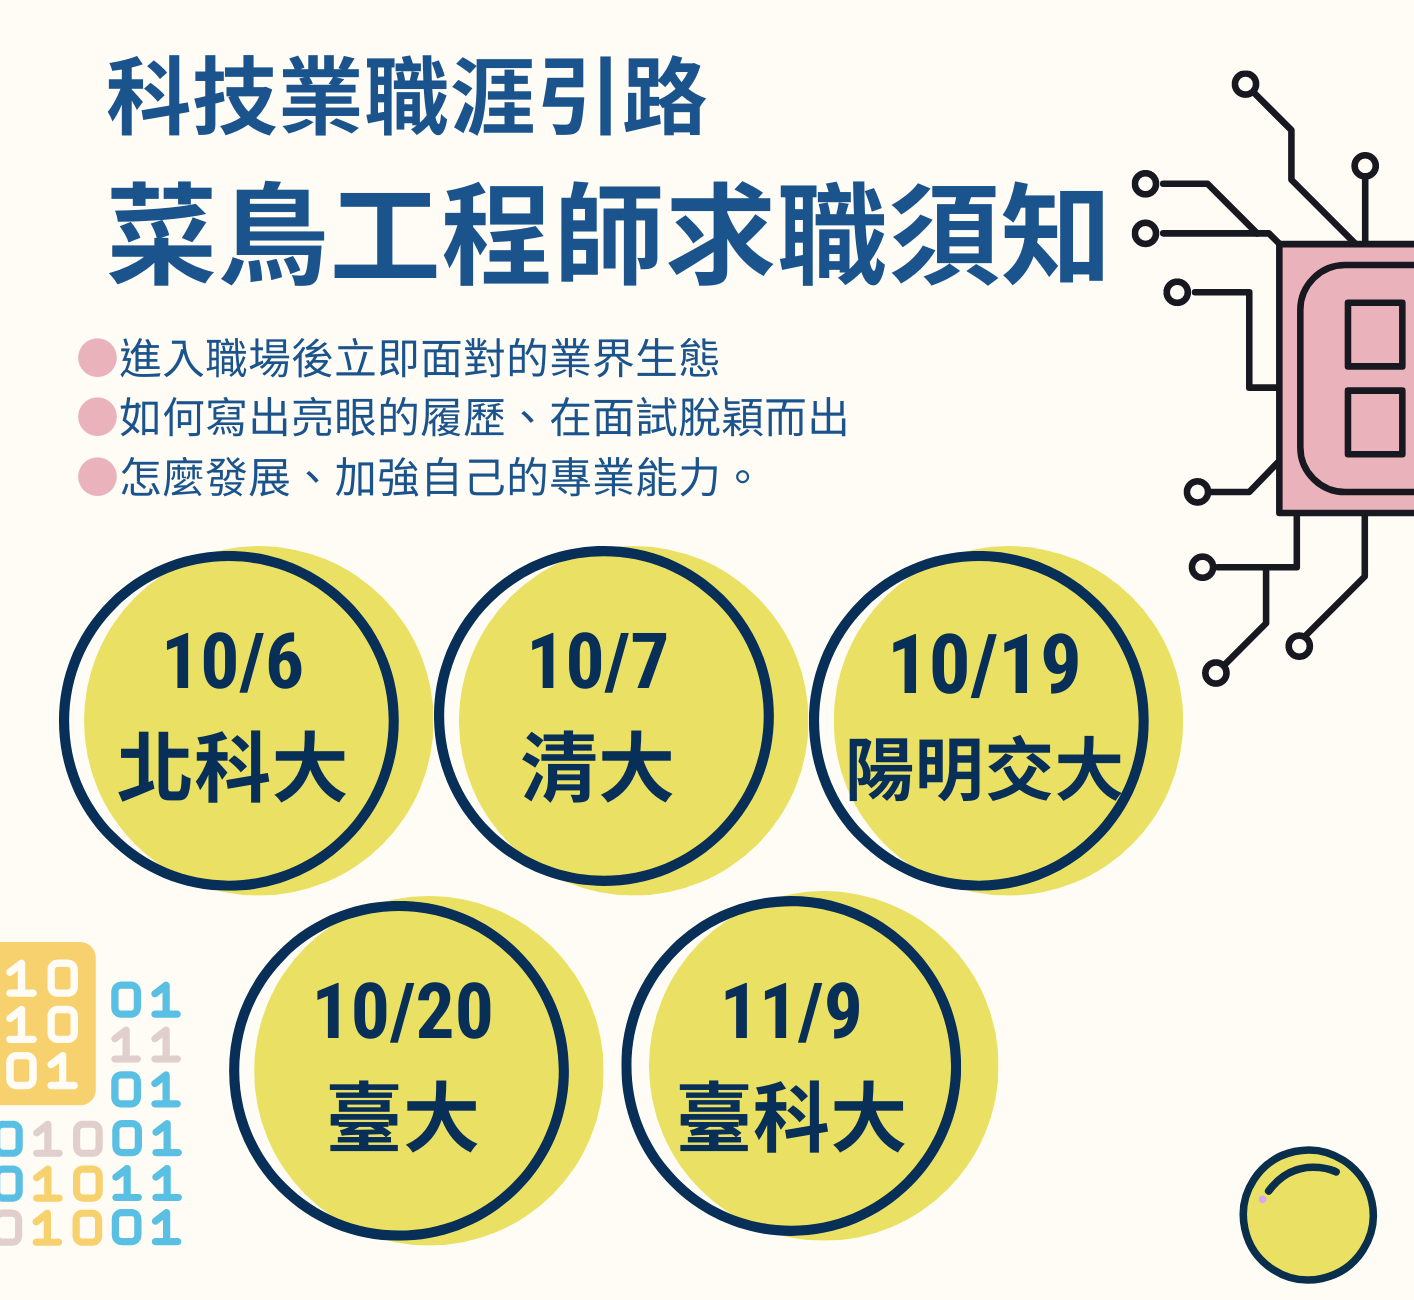 科技業職涯引路
菜鳥工程師求職須知
進入職場後立即面對的業界生態
如何寫出亮眼的履歷、在面試脫穎而出
怎麼發展、加強自己的專業能力。
10/6
北科大
10/7
清大
10/19
陽明交大
10/20
臺大
11/9
臺科大
10
10
01
01
11
01
01001
01011
01001